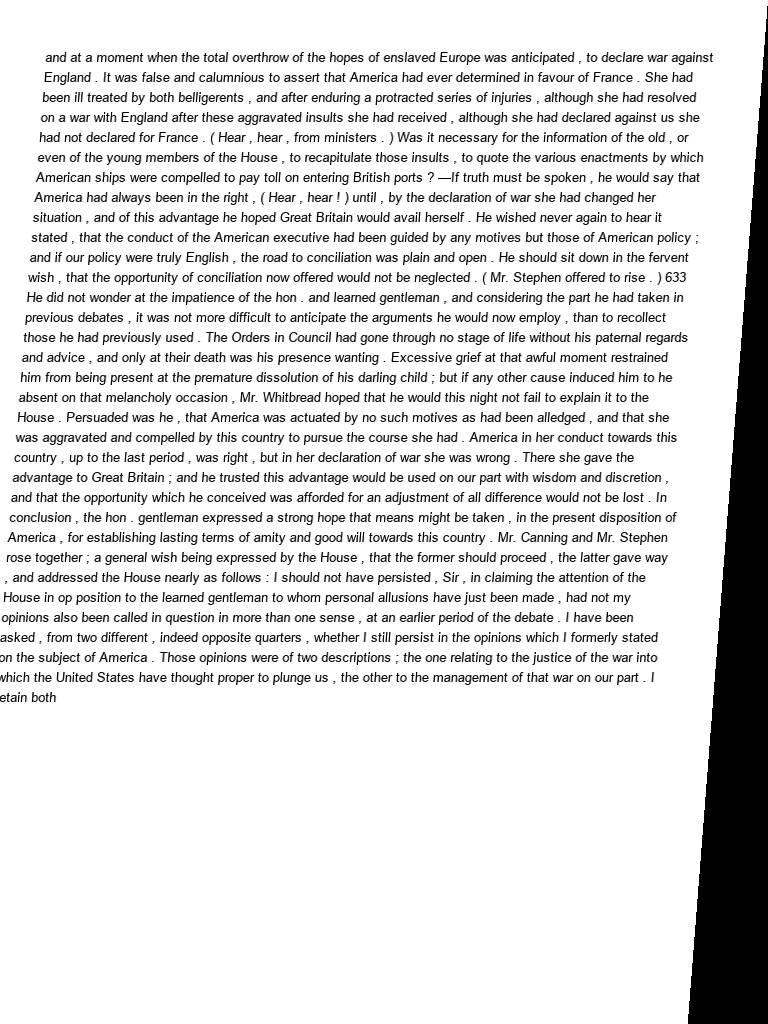 and at a moment when the total overthrow of the hopes of enslaved Europe was anticipated , to declare war against
England . It was false and calumnious to assert that America had ever determined in favour of France . She had
been ill treated by both belligerents , and after enduring a protracted series of injuries , although she had resolved
on a war with England after these aggravated insults she had received , although she had declared against us she
had not declared for France . ( Hear , hear , from ministers . ) Was it necessary for the information of the old , or
even of the young members of the House , to recapitulate those insults , to quote the various enactments by which
American ships were compelled to pay toll on entering British ports ? —If truth must be spoken , he would say that
America had always been in the right , ( Hear , hear ! ) until , by the declaration of war she had changed her
situation , and of this advantage he hoped Great Britain would avail herself . He wished never again to hear it
stated , that the conduct of the American executive had been guided by any motives but those of American policy ;
and if our policy were truly English , the road to conciliation was plain and open . He should sit down in the fervent
wish , that the opportunity of conciliation now offered would not be neglected . ( Mr. Stephen offered to rise . ) 633
He did not wonder at the impatience of the hon . and learned gentleman , and considering the part he had taken in
previous debates , it was not more difficult to anticipate the arguments he would now employ , than to recollect
those he had previously used . The Orders in Council had gone through no stage of life without his paternal regards
and advice , and only at their death was his presence wanting . Excessive grief at that awful moment restrained
him from being present at the premature dissolution of his darling child ; but if any other cause induced him to he
absent on that melancholy occasion , Mr. Whitbread hoped that he would this night not fail to explain it to the
House . Persuaded was he , that America was actuated by no such motives as had been alledged , and that she
was aggravated and compelled by this country to pursue the course she had . America in her conduct towards this
country , up to the last period , was right , but in her declaration of war she was wrong . There she gave the
advantage to Great Britain ; and he trusted this advantage would be used on our part with wisdom and discretion ,
and that the opportunity which he conceived was afforded for an adjustment of all difference would not be lost . In
conclusion , the hon . gentleman expressed a strong hope that means might be taken , in the present disposition of
America , for establishing lasting terms of amity and good will towards this country . Mr. Canning and Mr. Stephen
rose together ; a general wish being expressed by the House , that the former should proceed , the latter gave way
, and addressed the House nearly as follows : I should not have persisted , Sir , in claiming the attention of the
House in op position to the learned gentleman to whom personal allusions have just been made , had not my
opinions also been called in question in more than one sense , at an earlier period of the debate . I have been
asked , from two different , indeed opposite quarters , whether I still persist in the opinions which I formerly stated
on the subject of America . Those opinions were of two descriptions ; the one relating to the justice of the war into
which the United States have thought proper to plunge us , the other to the management of that war on our part . I
etain both